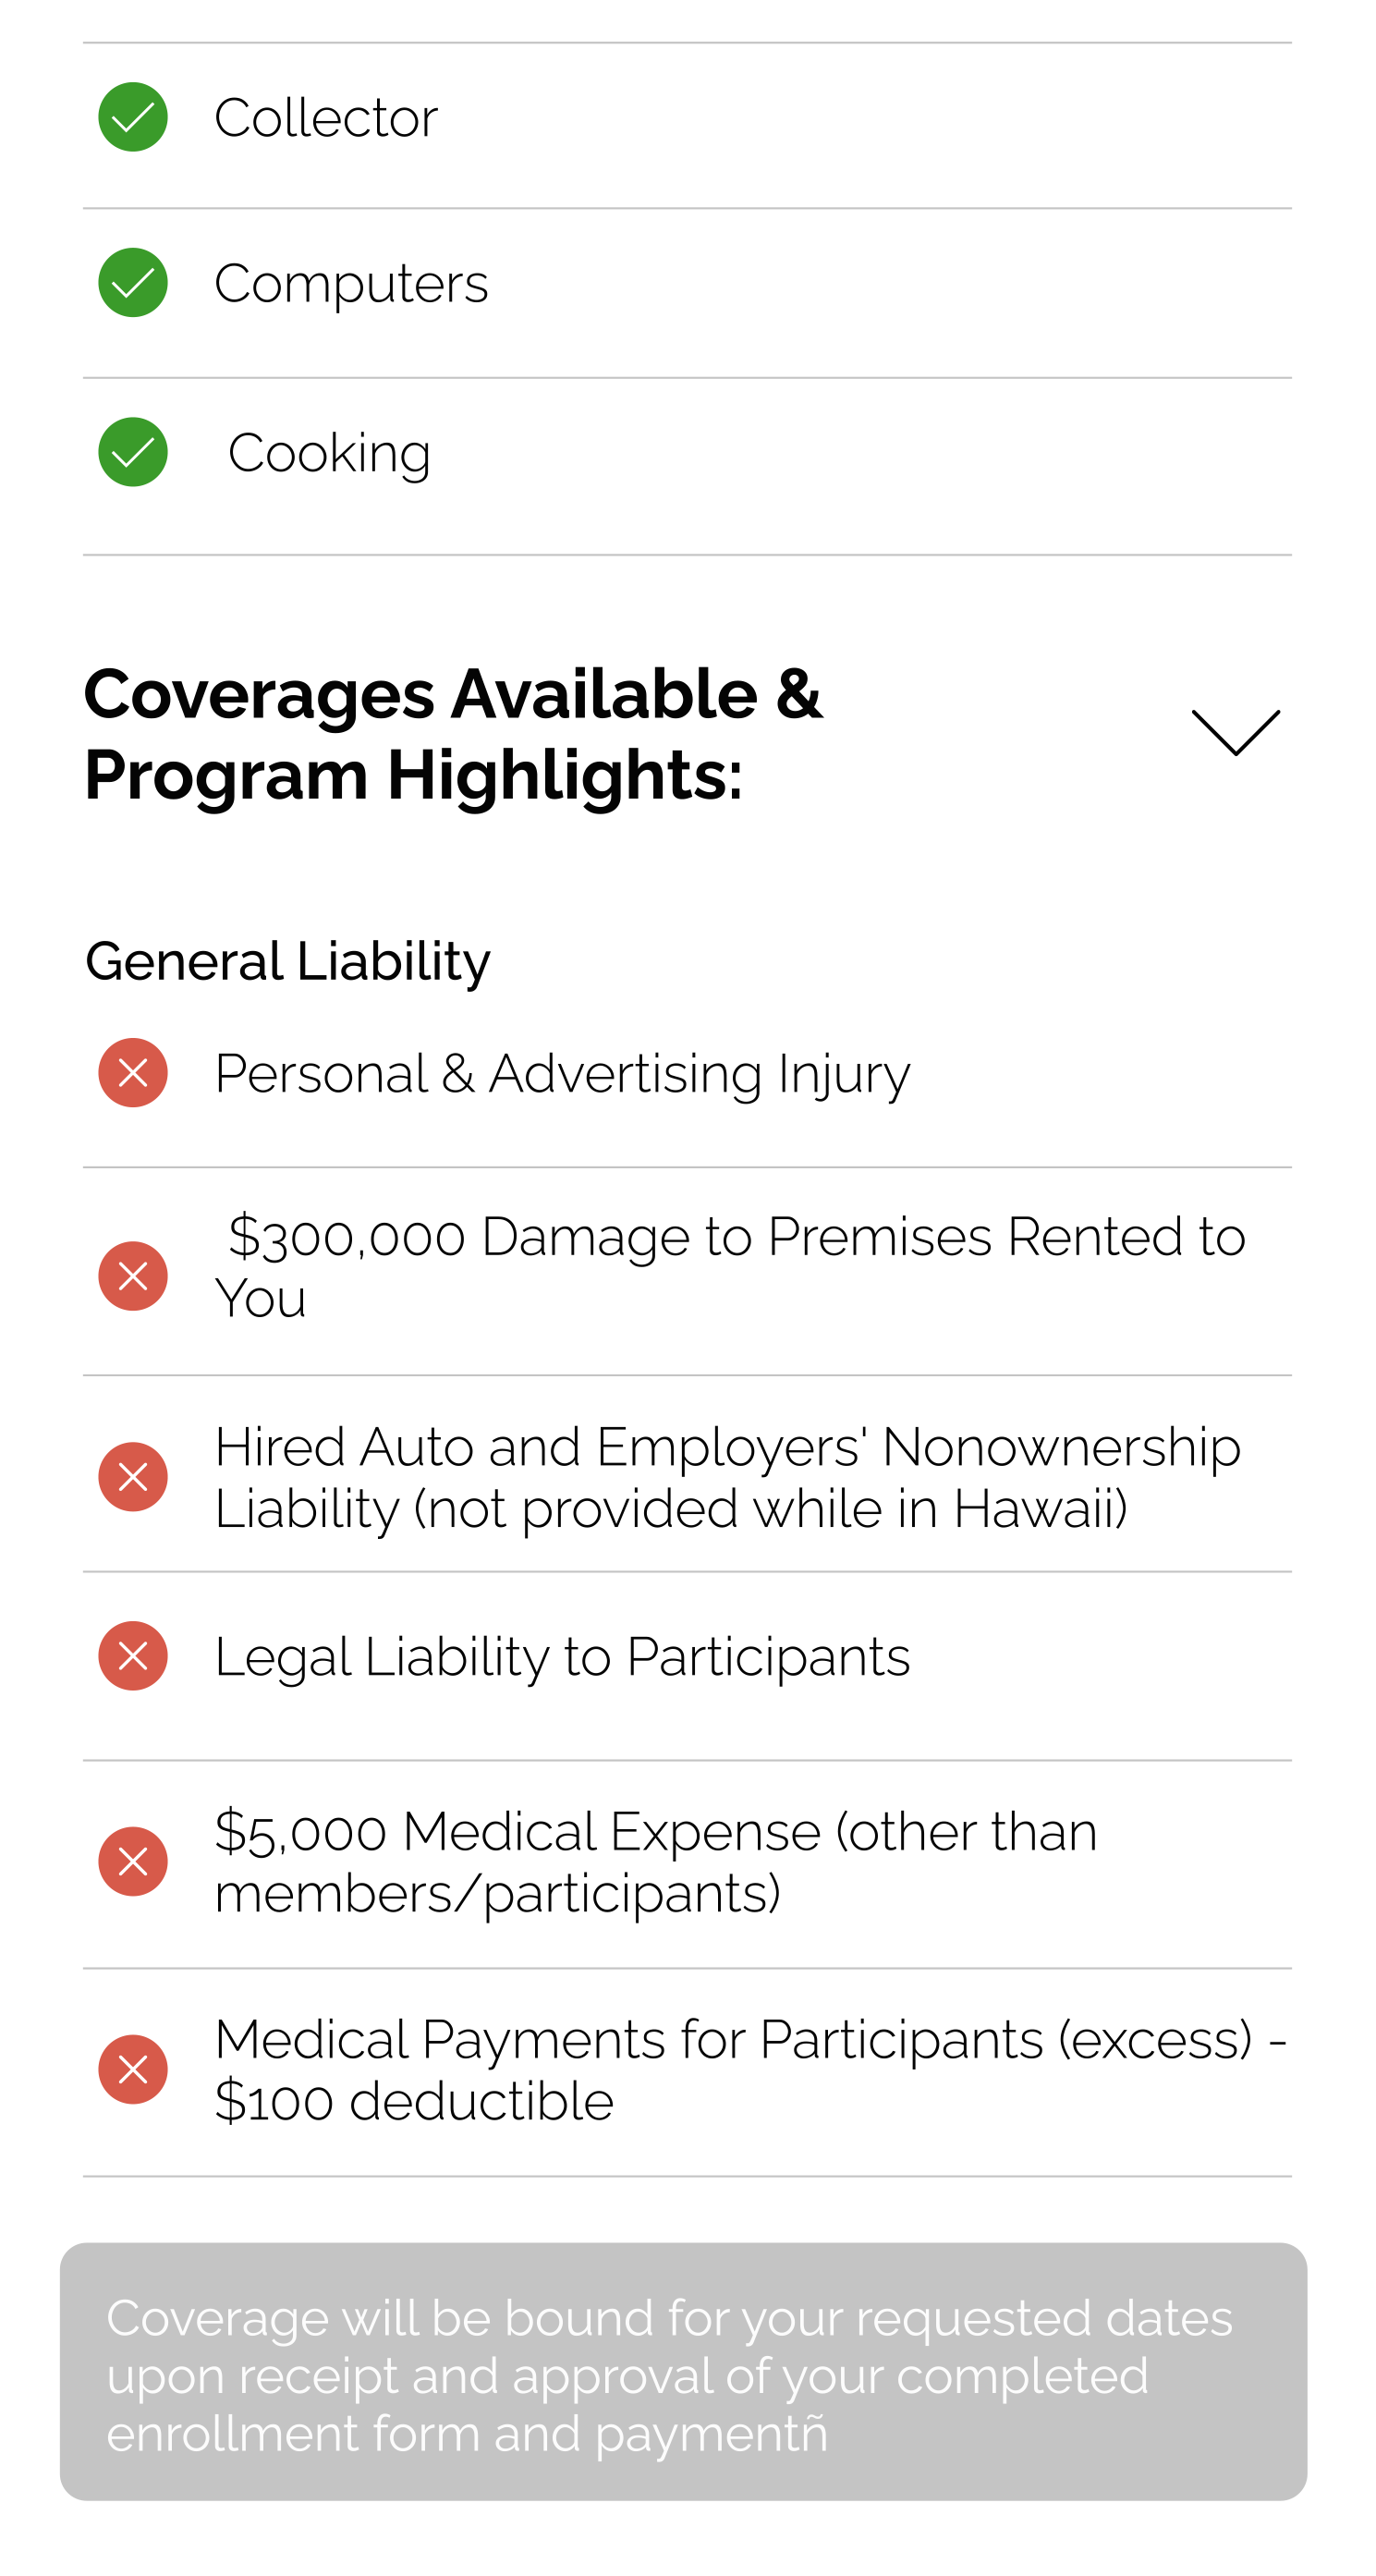 Collector
Computers
Cooking
Coverages Available &
Program Highlights:
General Liability
Personal & Advertising Injury
$300,000 Damage to Premises Rented to
You
Hired Auto and Employers' Nonownership
Liability (not provided while in Hawaii)
Legal Liability to Participants
$5,000 Medical Expense (other than
members/participants)
Medical Payments for Participants (excess) -
$100 deductible
Coverage will be bound for your requested dates
upon receipt and approval of your completed
enrollment form and paymentñ